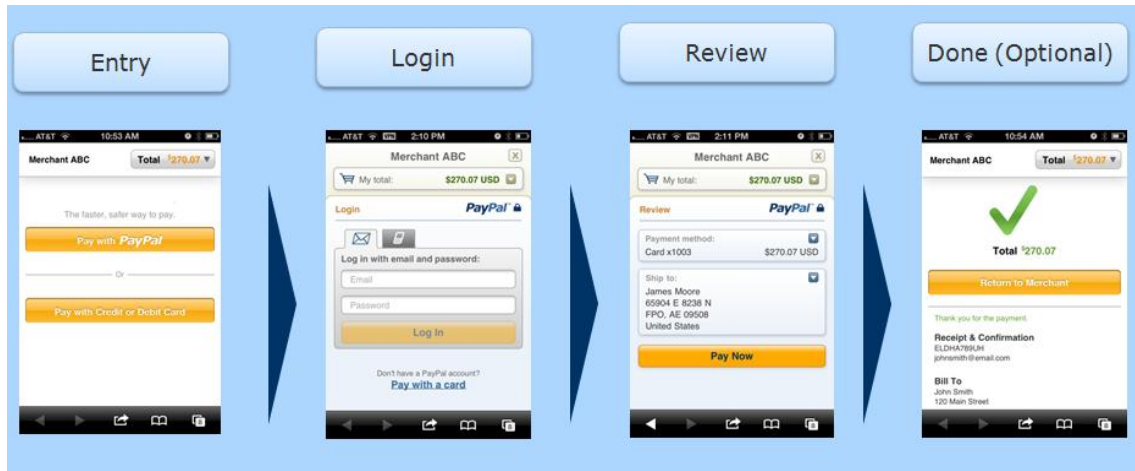 Entry
Login
Review
Done (Optional)
AT&T 10:53 AM
Merchant ABC Total $270.07
The faster, safer way to pay.
Pay with PayPal
Or
Pay with Credit or Debit Card
AT&T VPN 2:10 PM
Merchant ABC
My total: $270.07 USD
Login PayPal
Log in with email and password:
Email
Password
Log In
Don't have a PayPal account?
Pay with a card
AT&T VPN 2:11 PM
Merchant ABC
My total: $270.07 USD
Review PayPal
Payment method:
Card x1003 $270.07 USD
Ship to:
James Moore
65904 E 8238 N
FPO, AE 09508
United States
Pay Now
AT&T 10:54 AM
Merchant ABC Total $270.07
Total $270.07
Return to Merchant
Thank you for the payment.
Receipt & Confirmation
ELDHA789UH
johnsmith@email.com
Bill To
John Smith
120 Main Street